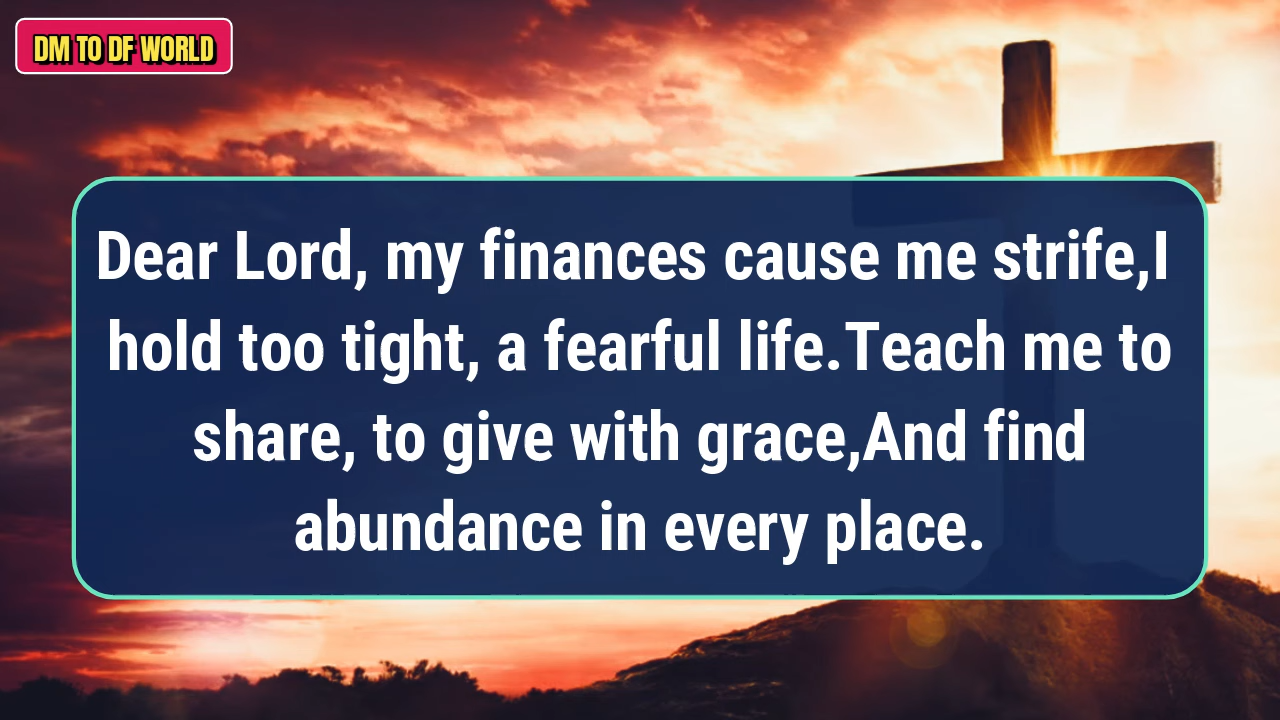 DM TO DF WORLD
Dear Lord, my finances cause me strife,I
hold too tight, a fearful life.Teach me to
share, to give with grace,And find
abundance in every place.